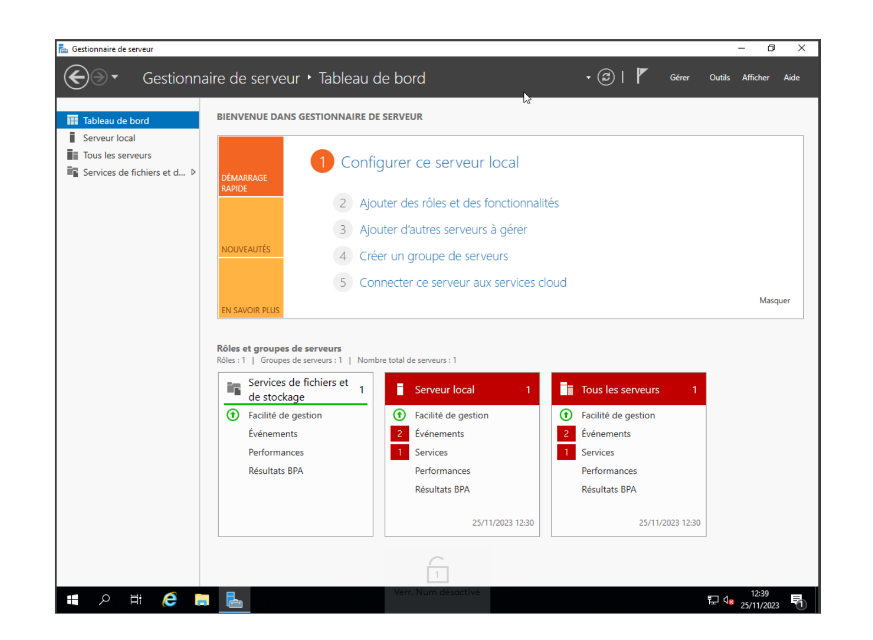 Gestionnaire de serveur
Gestionnaire de serveur ‣ Tableau de bord
Gérer Outils Afficher Aide
Tableau de bord
Serveur local
Tous les serveurs
Services de fichiers et d...
BIENVENUE DANS GESTIONNAIRE DE SERVEUR
DÉMARRAGE
RAPIDE
NOUVEAUTÉS
EN SAVOIR PLUS
1 Configurer ce serveur local
2 Ajouter des rôles et des fonctionnalités
3 Ajouter d'autres serveurs à gérer
4 Créer un groupe de serveurs
5 Connecter ce serveur aux services cloud
Masquer
Rôles et groupes de serveurs
Rôles : 1 | Groupes de serveurs : 1 | Nombre total de serveurs : 1
Services de fichiers et
de stockage
1
Facilité de gestion
Événements
Performances
Résultats BPA
Serveur local 1
Facilité de gestion
2 Événements
1 Services
Performances
Résultats BPA
25/11/2023 12:30
Tous les serveurs 1
Facilité de gestion
2 Événements
1 Services
Performances
Résultats BPA
25/11/2023 12:30
1
Verr. Num désactivé
12:39
25/11/2023
1